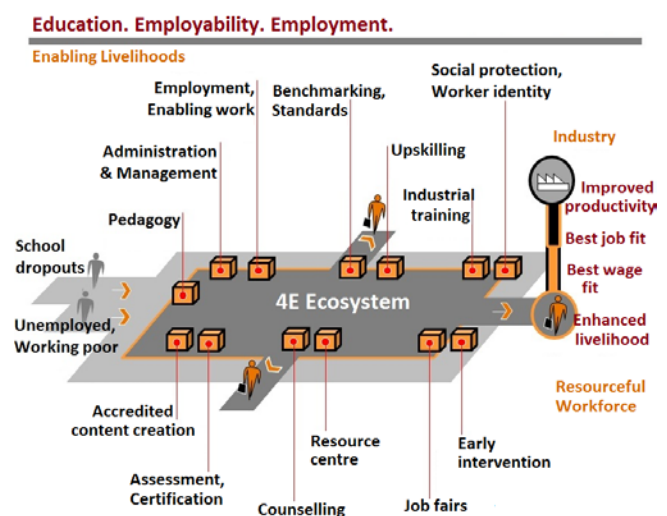 Education. Employability. Employment.
Enabling Livelihoods
Social protection,
Worker identity
Employment,
Enabling work
Benchmarking,
Standards
Administration
& Management
Upskilling
Industry
Pedagogy
Industrial
training
Improved
productivity
School
dropouts
Best job fit
Best wage
fit
4E Ecosystem
Unemployed,
Working poor
Enhanced
livelihood
Accredited
content creation
Resource
centre
Early
intervention
Resourceful
Workforce
Assessment,
Certification
Counselling
Job fairs